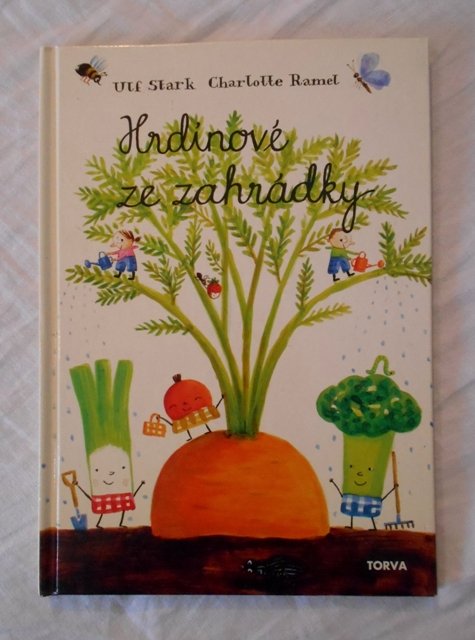 Ulf Stark Charlotte Ramel
Hrdinové
ze zahrádky
TORVA